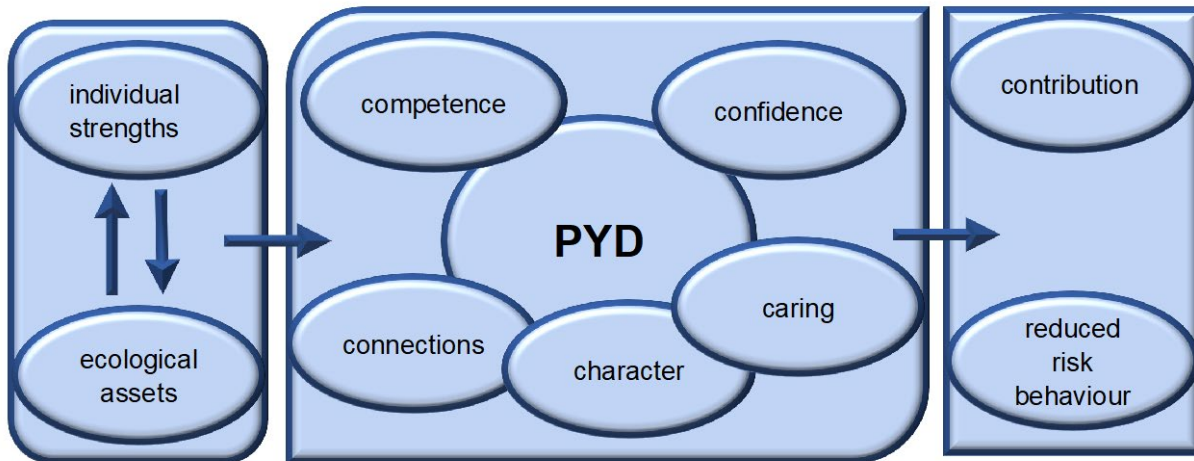 individual
strengths
ecological
assets
competence
confidence
PYD
caring
connections
character
contribution
reduced
risk
behaviour